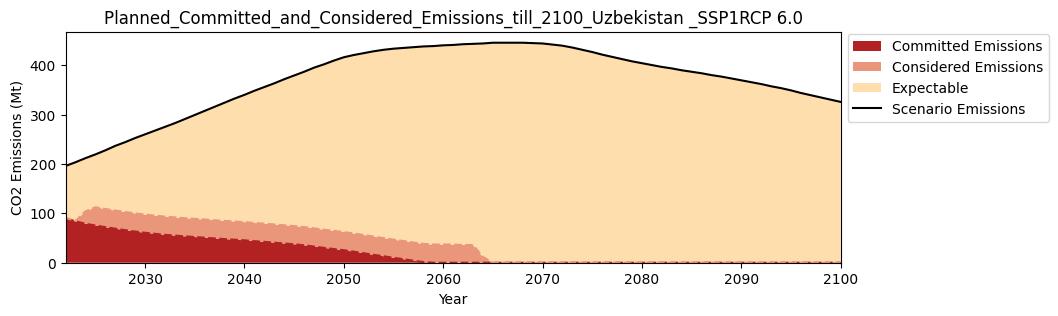 Planned_Committed_and_Considered_Emissions_till_2100_Uzbekistan _SSP1RCP 6.0
CO2 Emissions (Mt)
400
300
200
100
0
2030 2040 2050 2060 2070 2080 2090 2100
Year
Committed Emissions
Considered Emissions
Expectable
Scenario Emissions